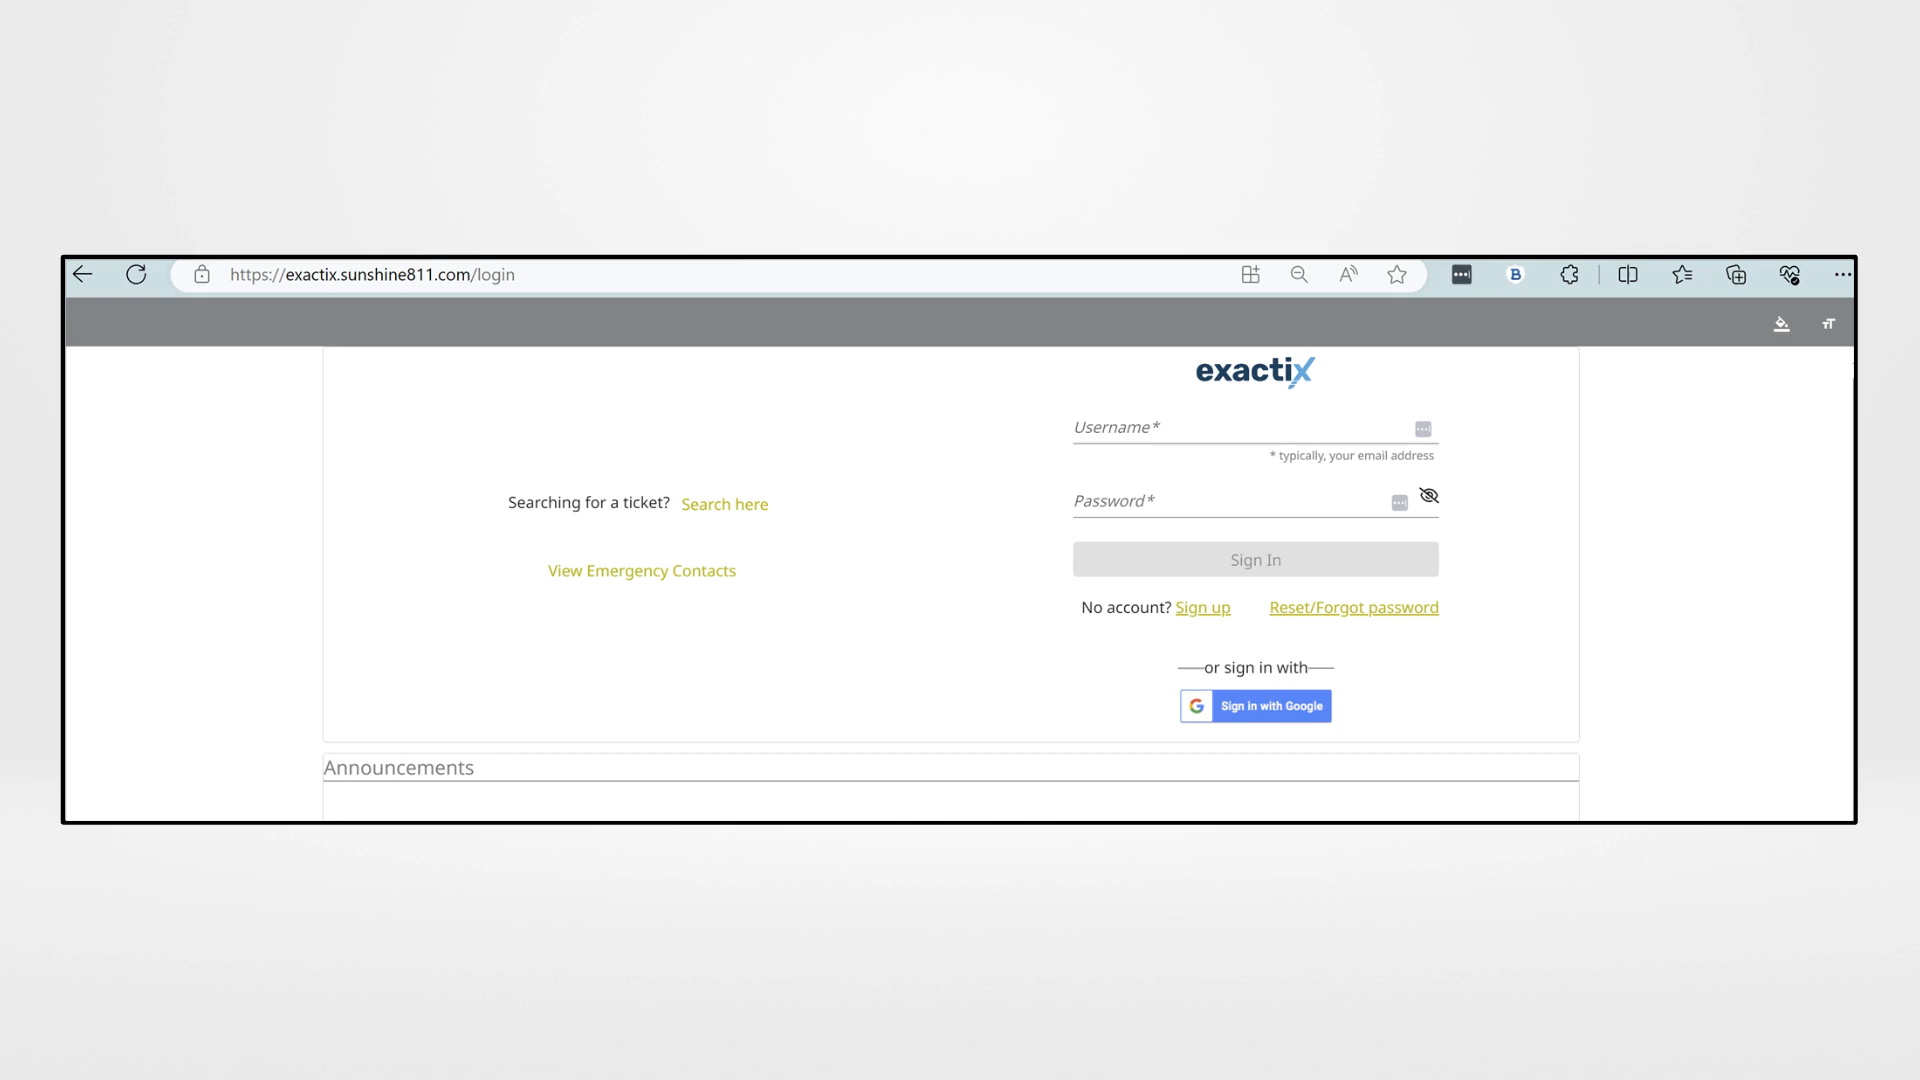 https://exactix.sunshine811.com/login
exactix
Username*
* typically, your email address
Searching for a ticket? Search here
Password*
View Emergency Contacts
Sign In
No account? Sign up Reset/Forgot password
or sign in with
Sign in with Google
Announcements